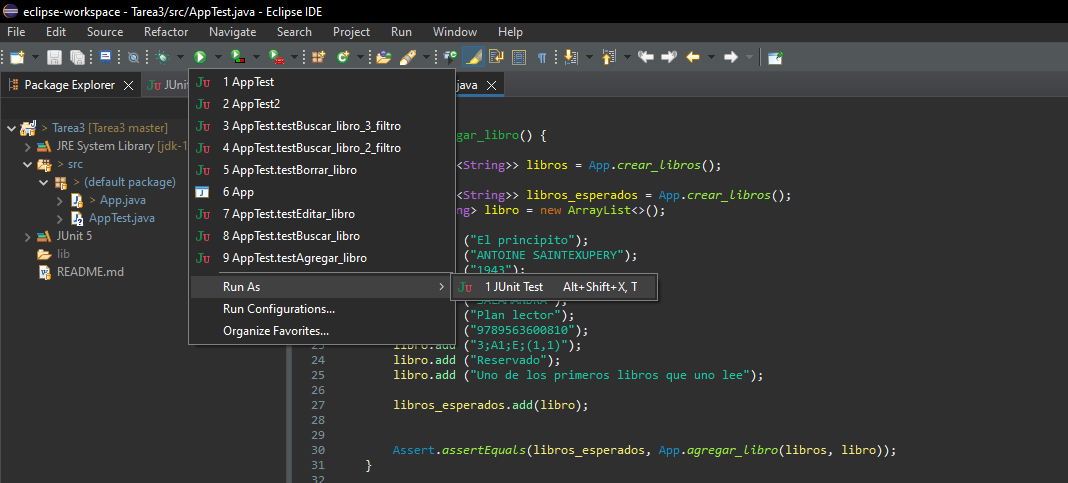 eclipse-workspace - Tarea3/src/AppTest.java - Eclipse IDE
File Edit Source Refactor Navigate Search Project Run Window Help
Package Explorer
JUni
.java
1 AppTest
2 AppTest2
3 AppTest.testBuscar_libro_3_filtro
4 AppTest.testBuscar_libro_2_filtro
5 AppTest.testBorrar_libro
6 App
7 AppTest.testEditar_libro
8 AppTest.testBuscar_libro
9 AppTest.testAgregar_libro
Run As
1 JUnit Test Alt+Shift+X, T
Run Configurations...
Organize Favorites...
> Tarea3 [Tarea3 master]
JRE System Library [jdk-1
> src
> (default package)
> App.java
AppTest.java
JUnit 5
lib
README.md
gar_libro() {
<String>> libros = App.crear_libros();
<String>> libros_esperados = App.crear_libros();
g> libro = new ArrayList<>();
("El principito");
("ANTOINE SAINTEXUPERY");
("1943");
("SALAMANDRA");
("Plan lector");
("9789563600810");
23 libro.add ("3;A1;E;(1,1)");
24 libro.add ("Reservado");
25 libro.add ("Uno de los primeros libros que uno lee");
26
27 libros_esperados.add(libro);
28
29
30 Assert.assertEquals(libros_esperados, App.agregar_libro(libros, libro));
31 }
32